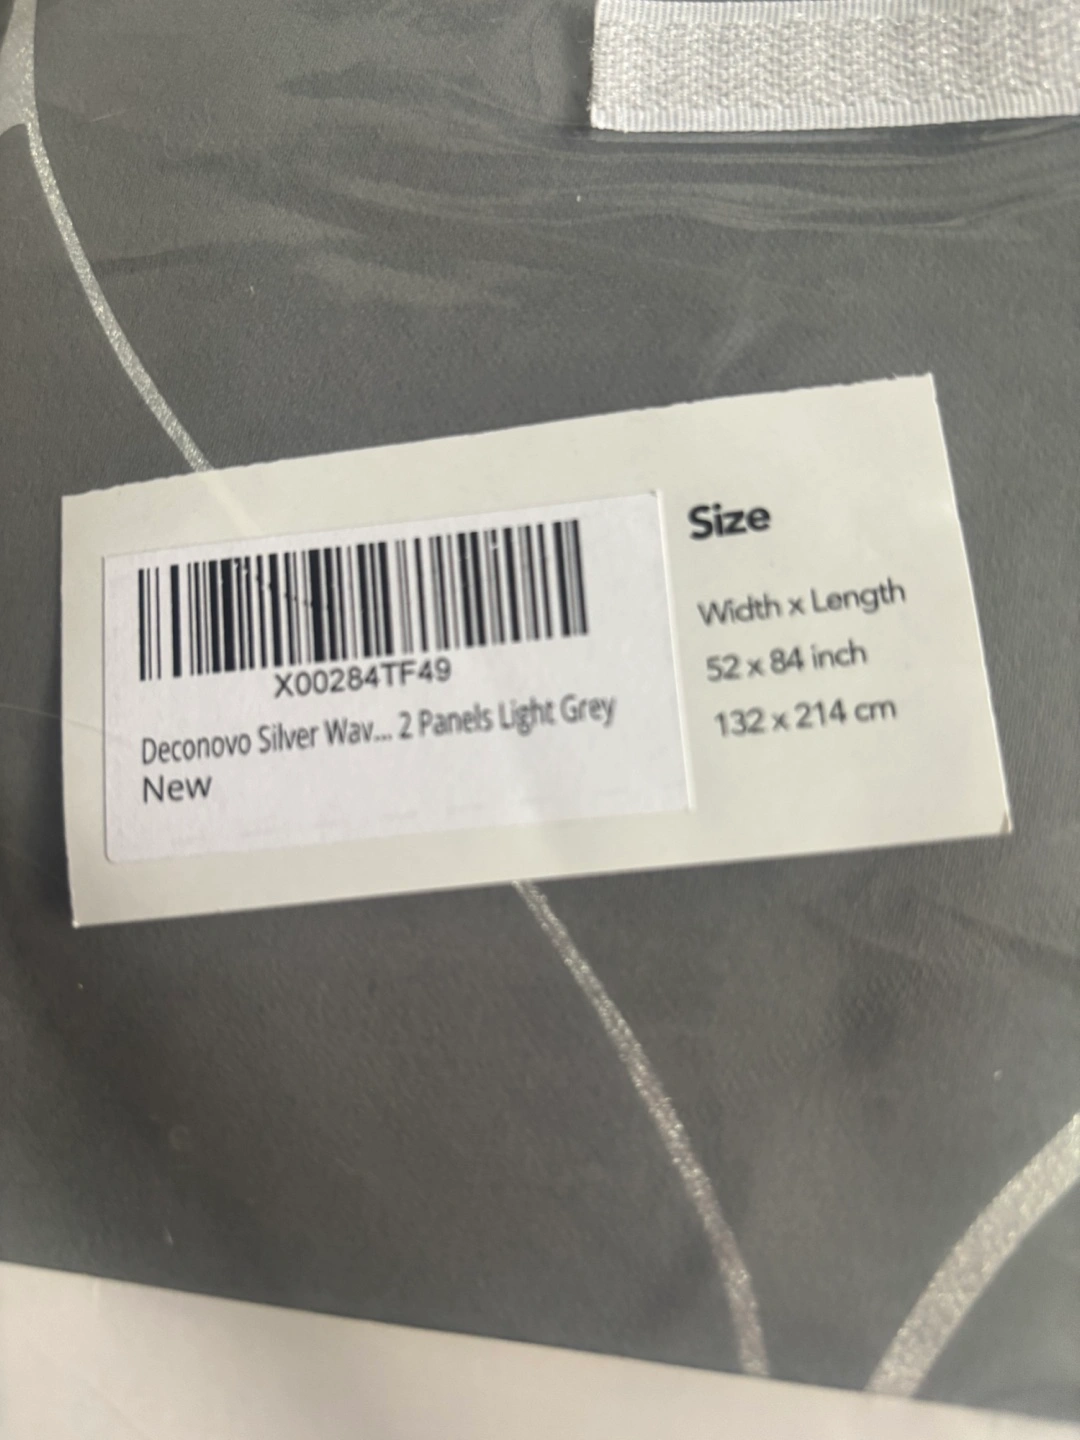 X00284TF49
Deconovo Silver Wav... 2 Panels Light Grey
New
Size
Width x Length
52 x 84 inch
132 x 214 cm